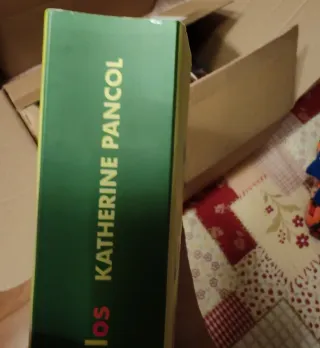 los KATHERINE PANCOL